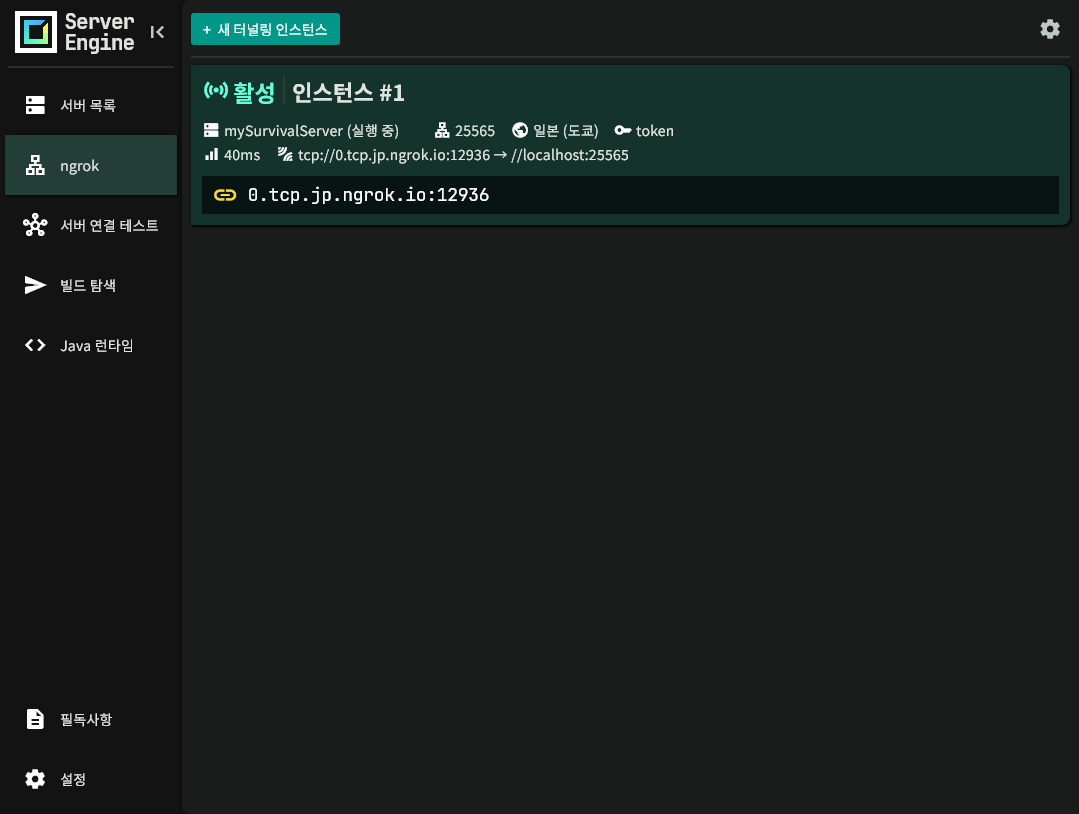 Server
Engine
서버 목록
ngrok
서버 연결 테스트
빌드 탐색
Java 런타임
필독사항
설정
+ 새 터널링 인스턴스
활성 인스턴스 #1
mySurvivalServer (실행 중) 25565 일본 (도쿄) token
40ms tcp://0.tcp.jp.ngrok.io:12936 → //localhost:25565
0.tcp.jp.ngrok.io:12936